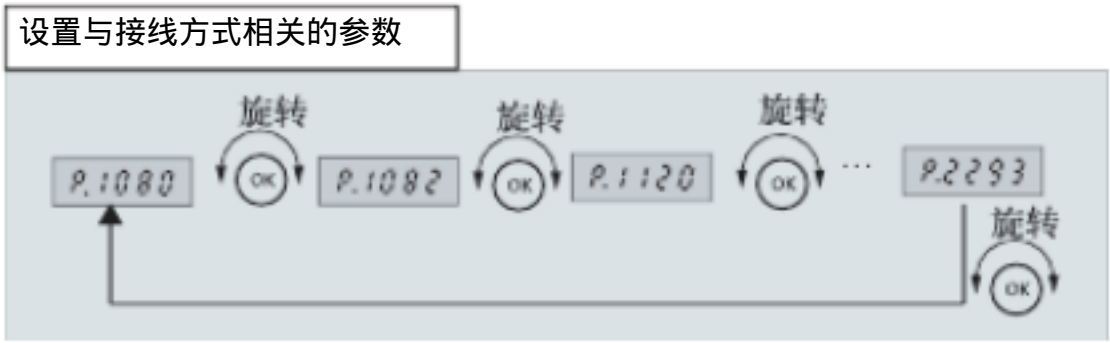 设置与接线方式相关的参数
旋转 旋转 旋转
P.1080 OK P.1082 OK P.1120 OK ... P.2293
旋转
OK